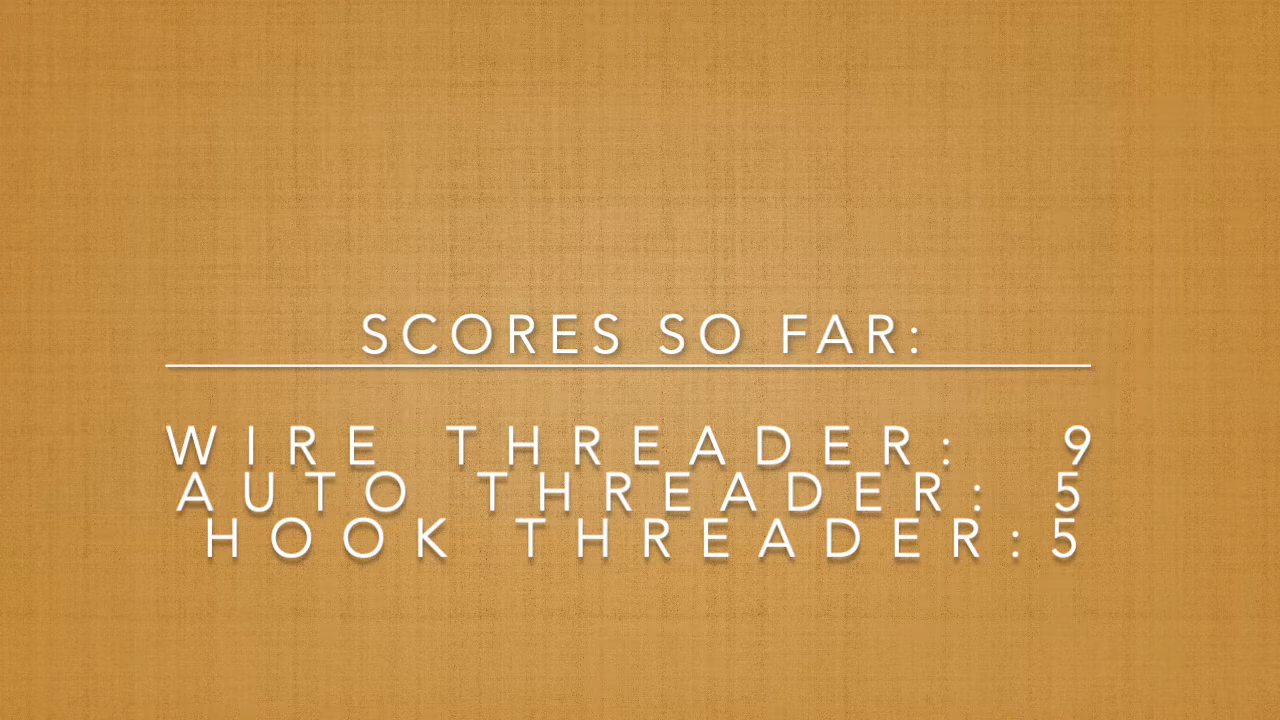 SCORES SO FAR:
WIRE THREADER: 9
AUTO THREADER: 5
HOOK THREADER:5